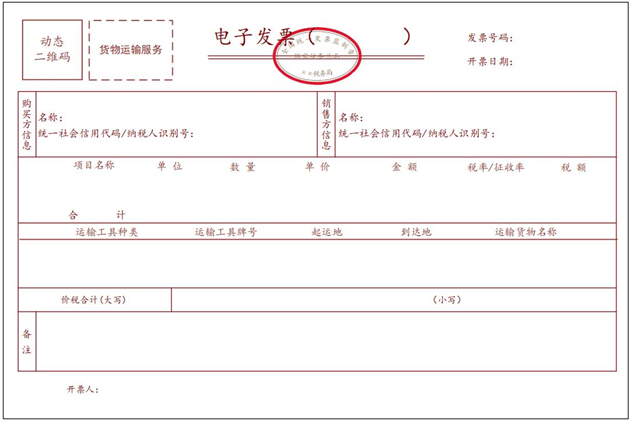 动态
二维码
货物运输服务
电子发票（ ）
全国统一发票监制章
国家税务总局
**税务局
发票号码：
开票日期：
购买方信息
名称：
统一社会信用代码/纳税人识别号：
销售方信息
名称：
统一社会信用代码/纳税人识别号：
项目名称 单 位 数 量 单 价 金 额 税率/征收率 税 额
合 计
运输工具种类 运输工具牌号 起运地 到达地 运输货物名称
价税合计(大写) （小写）
备注
开票人：